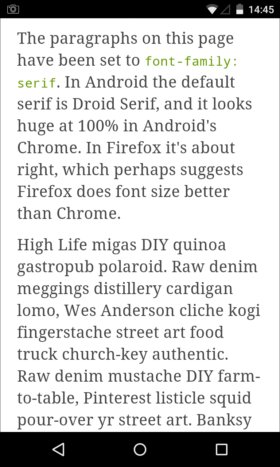 14:45
The paragraphs on this page
have been set to font-family:
serif. In Android the default
serif is Droid Serif, and it looks
huge at 100% in Android's
Chrome. In Firefox it's about
right, which perhaps suggests
Firefox does font size better
than Chrome.
High Life migas DIY quinoa
gastropub polaroid. Raw denim
meggings distillery cardigan
lomo, Wes Anderson cliche kogi
fingerstache street art food
truck church-key authentic.
Raw denim mustache DIY farm-
to-table, Pinterest listicle squid
pour-over yr street art. Banksy